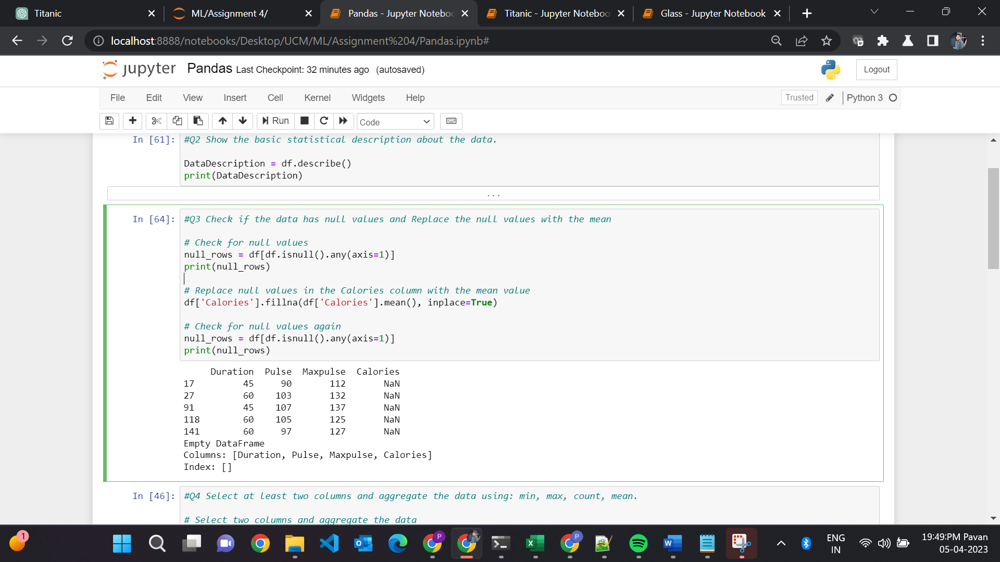 Titanic
ML/Assignment 4/
Pandas - Jupyter Noteboo
Titanic - Jupyter Noteboo
Glass - Jupyter Notebook
localhost:8888/notebooks/Desktop/UCM/ML/Assignment%204/Pandas.ipynb#
jupyter Pandas Last Checkpoint: 32 minutes ago (autosaved)
Logout
File Edit View Insert Cell Kernel Widgets Help
Trusted
Python 3
Run
Code
In [61]: #Q2 Show the basic statistical description about the data.
DataDescription = df.describe()
print(DataDescription)
...
In [64]: #Q3 Check if the data has null values and Replace the null values with the mean
# Check for null values
null_rows = df[df.isnull().any(axis=1)]
print(null_rows)
# Replace null values in the Calories column with the mean value
df['Calories'].fillna(df['Calories'].mean(), inplace=True)
# Check for null values again
null_rows = df[df.isnull().any(axis=1)]
print(null_rows)
Duration Pulse Maxpulse Calories
17 45 90 112 NaN
27 60 103 132 NaN
91 45 107 137 NaN
118 60 105 125 NaN
141 60 97 127 NaN
Empty DataFrame
Columns: [Duration, Pulse, Maxpulse, Calories]
Index: []
In [46]: #Q4 Select at least two columns and aggregate the data using: min, max, count, mean.
# Select two columns and aggregate the data
1
P
P
ENG
IN
19:49:PM Pavan
05-04-2023